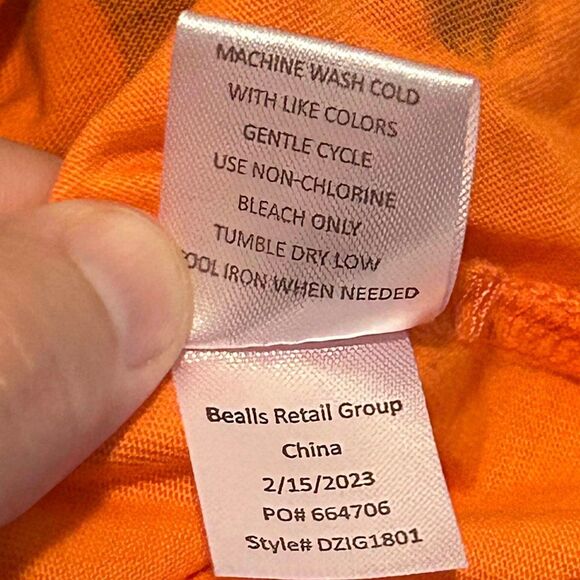 MACHINE WASH COLD
WITH LIKE COLORS
GENTLE CYCLE
USE NON-CHLORINE
BLEACH ONLY
TUMBLE DRY LOW
OOL IRON WHEN NEEDED
Bealls Retail Group
China
2/15/2023
PO# 664706
Style# DZIG1801